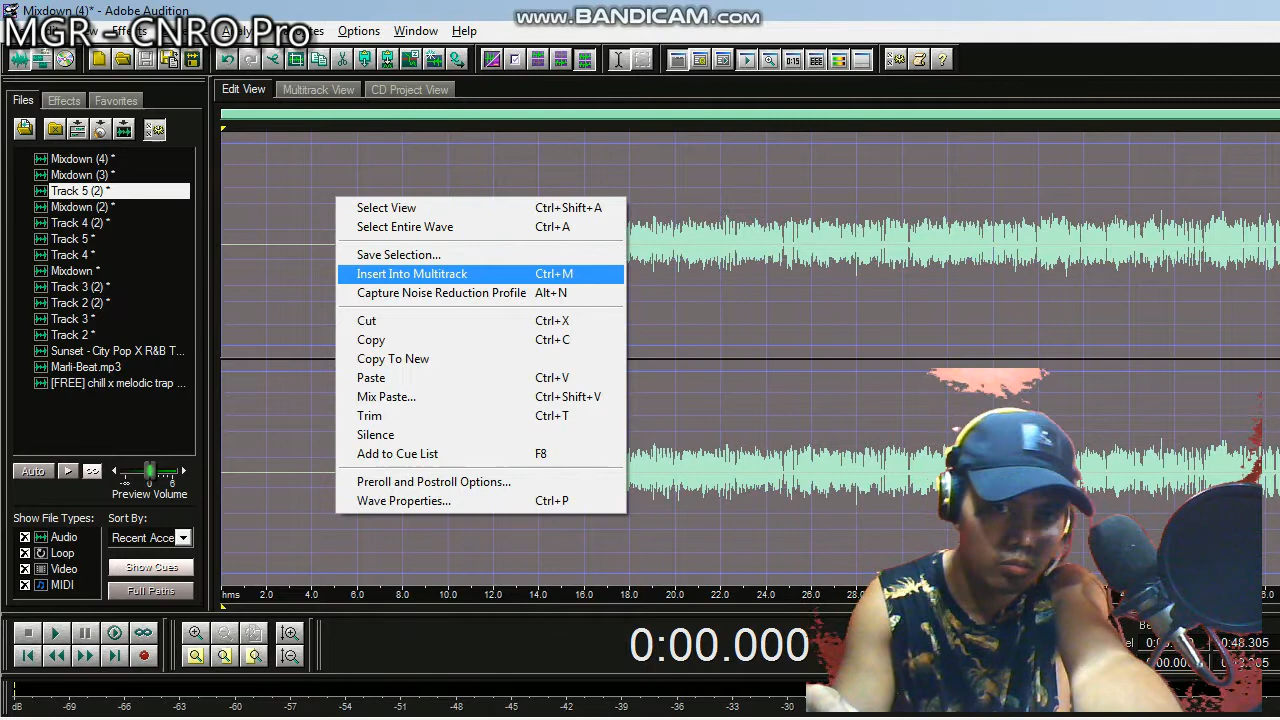 Mixdown (4)* - Adobe Audition
www.BANDICAM.com
MGR - CNRO Pro
Options Window Help
Files Effects Favorites
Edit View Multitrack View CD Project View
Mixdown (4) *
Mixdown (3) *
Track 5 (2) *
Mixdown (2) *
Track 4 (2) *
Track 5 *
Track 4 *
Mixdown *
Track 3 (2) *
Track 2 (2) *
Track 3 *
Track 2 *
Sunset - City Pop X R&B T...
Marli-Beat.mp3
[FREE] chill x melodic trap ...
Select View Ctrl+Shift+A
Select Entire Wave Ctrl+A
Save Selection...
Insert Into Multitrack Ctrl+M
Capture Noise Reduction Profile Alt+N
Cut Ctrl+X
Copy Ctrl+C
Copy To New
Paste Ctrl+V
Mix Paste... Ctrl+Shift+V
Trim Ctrl+T
Silence
Add to Cue List F8
Preroll and Postroll Options...
Wave Properties... Ctrl+P
Auto
-∞ 0 6
Preview Volume
Show File Types: Sort By:
Audio
Loop
Video
MIDI
Recent Acce
Show Cues
Full Paths
hms 2.0 4.0 6.0 8.0 10.0 12.0 14.0 16.0 18.0 20.0 22.0 24.0 26.0
0:00.000
dB -69 -66 -63 -60 -57 -54 -51 -48 -45 -42 -39 -36 -33 -30